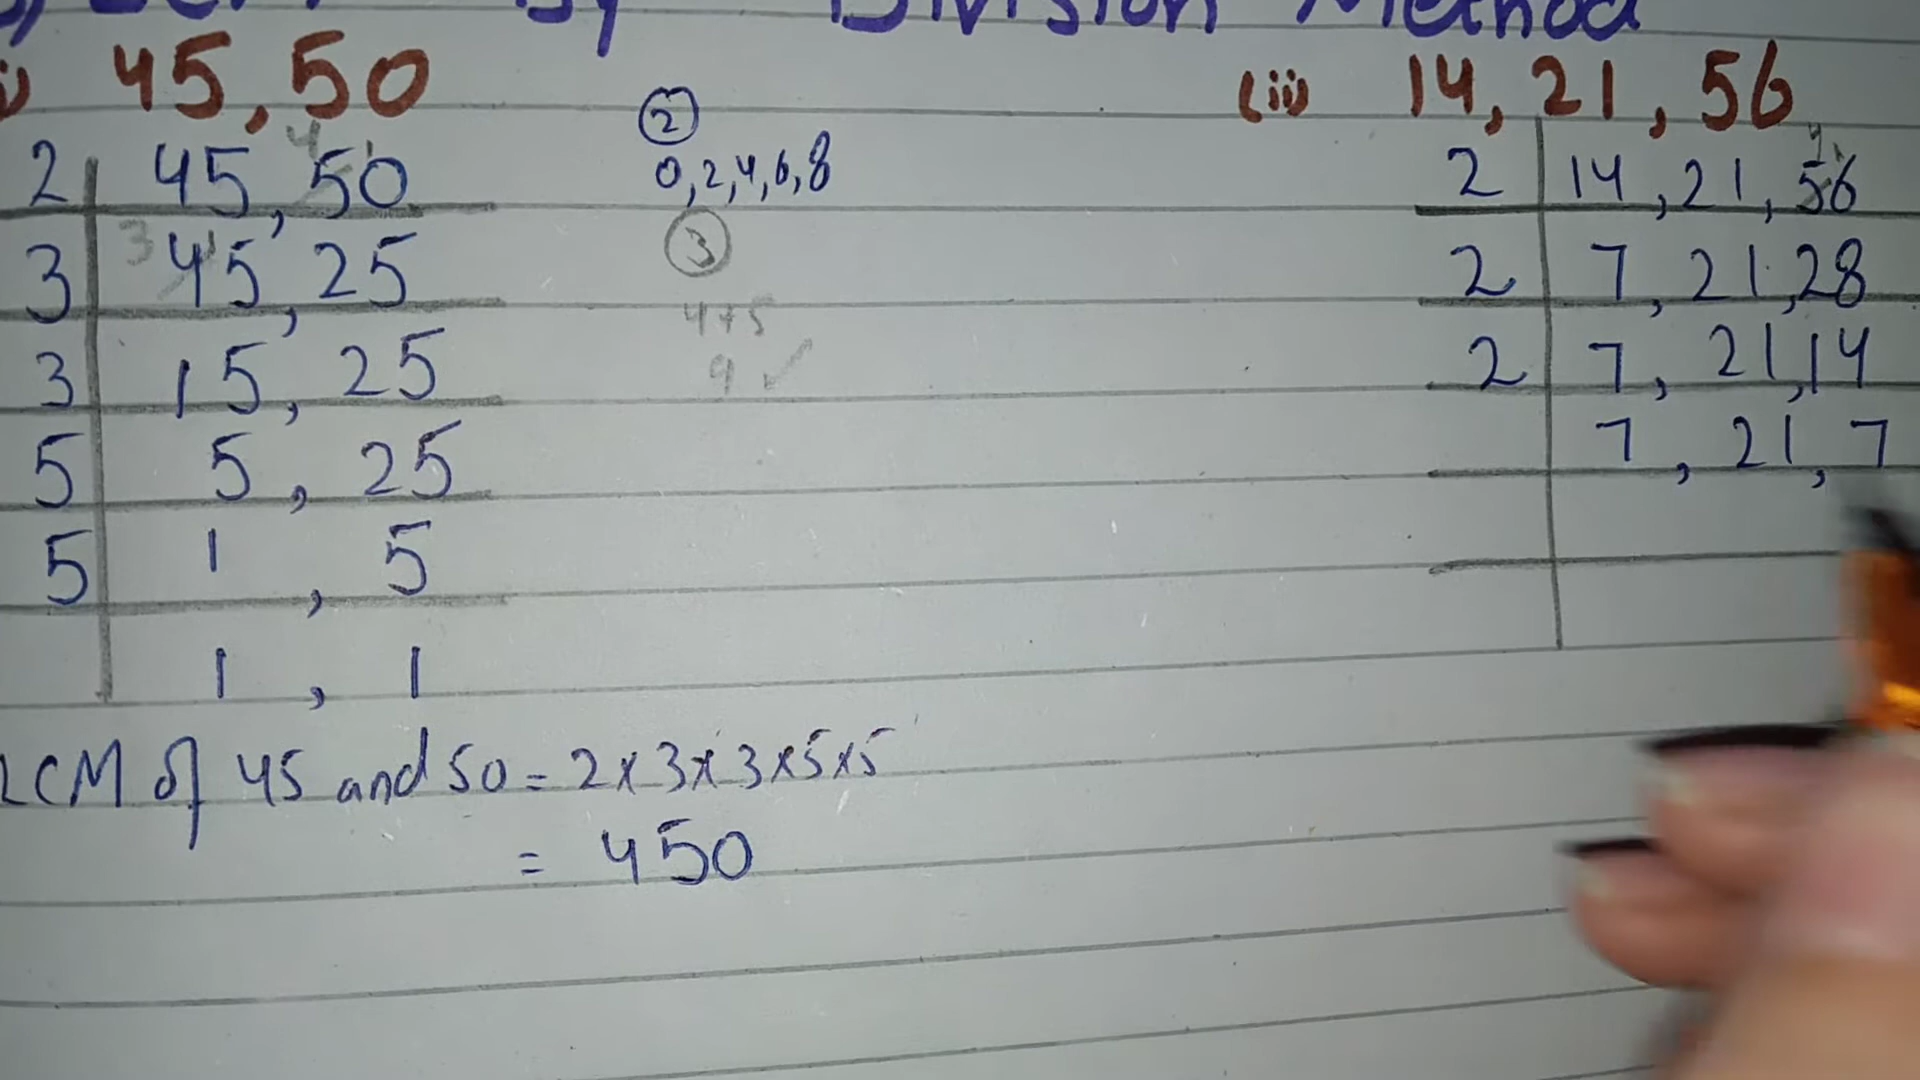 By Division Method
45, 50
2 | 45, 50
3 | 45, 25
3 | 15, 25
5 | 5, 25
5 | 1, 5
1, 1
LCM of 45 and 50 = 2×3×3×5×5
= 450
2
0,2,4,6,8
3
4+5
9 ✓
(ii) 14, 21, 56
2 | 14, 21, 56
2 | 7, 21, 28
2 | 7, 21, 14
7, 21, 7